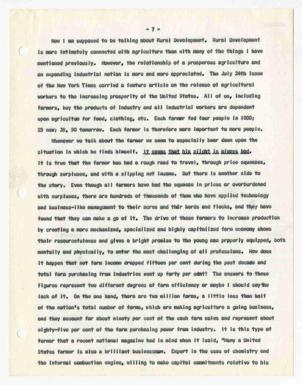 - 7 -
Now I am supposed to be talking about Rural Development. Rural Development
is more intimately connected with agriculture than with many of the things I have
mentioned previously. However, the relationship of a prosperous agriculture and
an expanding industrial nation is more and more appreciated. The July 24th issue
of the New York Times carried a feature article on the release of agricultural
workers to the increasing prosperity of the United States. All of us, including
farmers, buy the products of industry and all industrial workers are dependent
upon agriculture for food, clothing, etc. Each farmer fed four people in 1800;
23 now; 35, 50 tomorrow. Each farmer is therefore more important to more people.
Whenever we talk about the farmer we seem to especially bear down upon the
situation in which he finds himself. It seems that his plight is always bad.
It is true that the farmer has had a rough road to travel, through price squeezes,
through surpluses, and with a slipping net income. But there is another side to
the story. Even though all farmers have had the squeeze in prices or overburdened
with surpluses, there are hundreds of thousands of them who have applied technology
and business-like management to their acres and their herds and flocks, and they have
found that they can make a go of it. The drive of these farmers to increase production
by creating a more mechanized, specialized and highly capitalized farm economy shows
their resourcefulness and gives a bright promise to the young man properly equipped, both
mentally and physically, to enter the most challenging of all professions. How does
it happen that net farm income dropped fifteen per cent during the past decade and
total farm purchasing from industries went up forty per cent? The answers to these
figures represent two different degrees of farm efficiency or maybe I should say the
lack of it. On the one hand, there are two million farms, a little less than half
of the nation's total number of farms, which are making agriculture a going business,
and they account for about ninety per cent of the cash farm sales and represent about
eighty-five per cent of the farm purchasing power from industry. It is this type of
farmer that a recent national magazine had in mind when it said, "Many a United
States farmer is also a brilliant businessman. Expert in the uses of chemistry and
the internal combustion engine, willing to make capital commitments relative to his